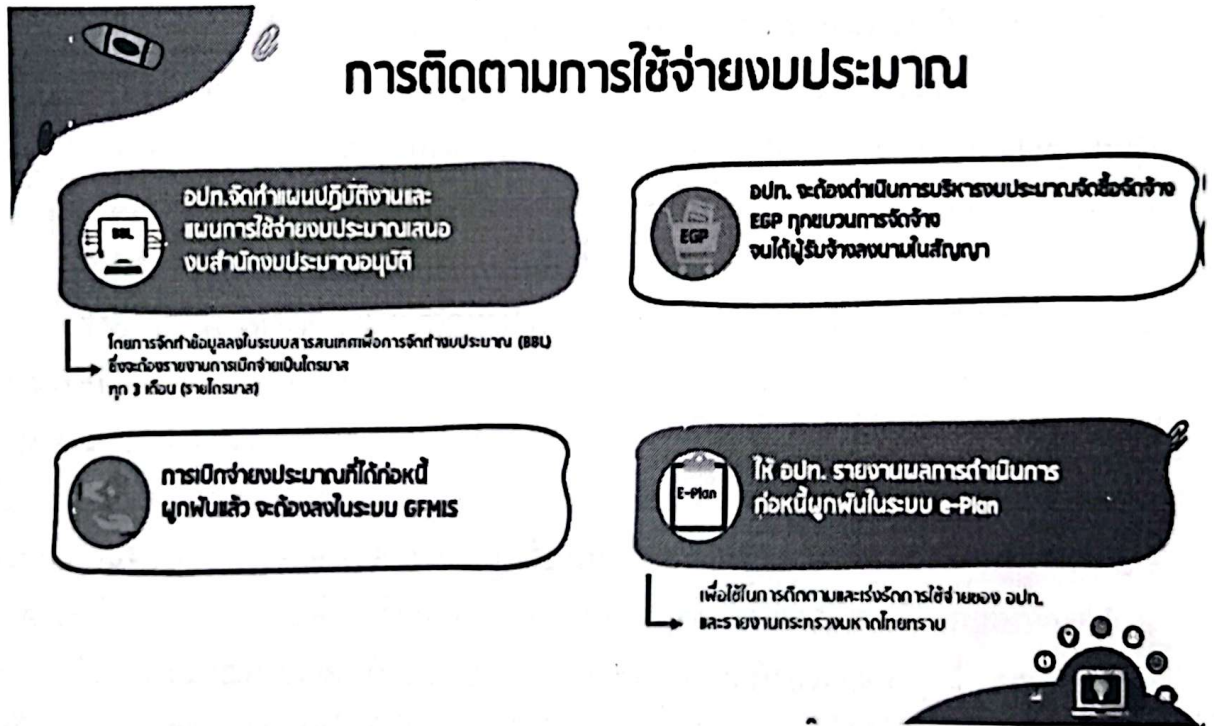 การติดตามการใช้จ่ายงบประมาณ
BBL
อปท.จัดทำแผนปฏิบัติงานและ
แผนการใช้จ่ายงบประมาณเสนอ
งบสำนักงบประมาณอนุมัติ
โดยการจัดทำข้อมูลลงในระบบสารสนเทศเพื่อการจัดทำงบประมาณ (BBL)
ซึ่งจะต้องรายงานการเบิกจ่ายเป็นไตรมาส
ทุก 3 เดือน (รายไตรมาส)
EGP
อปท. จะต้องดำเนินการบริหารงบประมาณจัดซื้อจัดจ้าง
EGP ทุกขบวนการจัดจ้าง
จนได้ผู้รับจ้างลงนามในสัญญา
การเบิกจ่ายงบประมาณที่ได้ก่อหนี้
ผูกพันแล้ว จะต้องลงในระบบ GFMIS
E-Plan
ให้ อปท. รายงานผลการดำเนินการ
ก่อหนี้ผูกพันในระบบ e-Plan
เพื่อใช้ในการติดตามและเร่งรัดการใช้จ่ายของ อปท.
และรายงานกระทรวงมหาดไทยทราบ